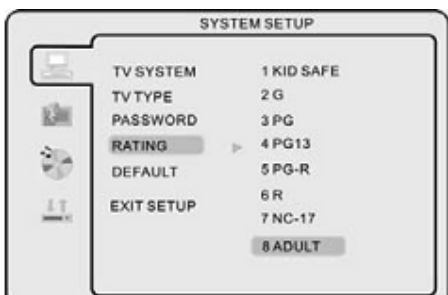 SYSTEM SETUP
TV SYSTEM
TV TYPE
PASSWORD
RATING
DEFAULT
EXIT SETUP
1 KID SAFE
2 G
3 PG
4 PG13
5 PG-R
6 R
7 NC-17
8 ADULT